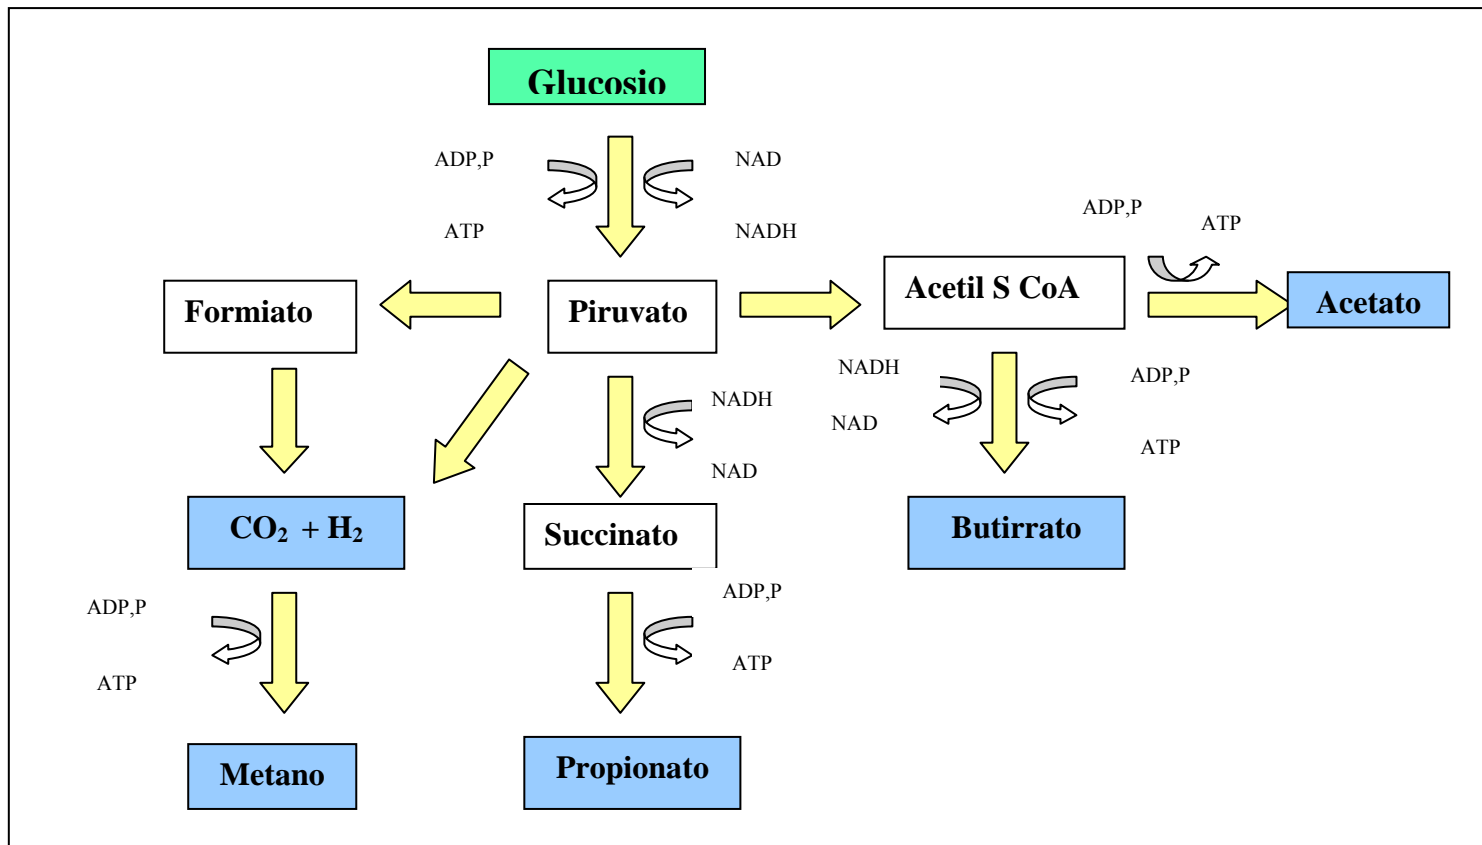 Glucosio
ADP,P
NAD
ATP
NADH
ADP,P
ATP
Formiato
Piruvato
Acetil S CoA
Acetato
NADH
NAD
NADH
NAD
ADP,P
ATP
CO₂ + H₂
Succinato
Butirrato
ADP,P
ATP
ADP,P
ATP
Metano
Propionato